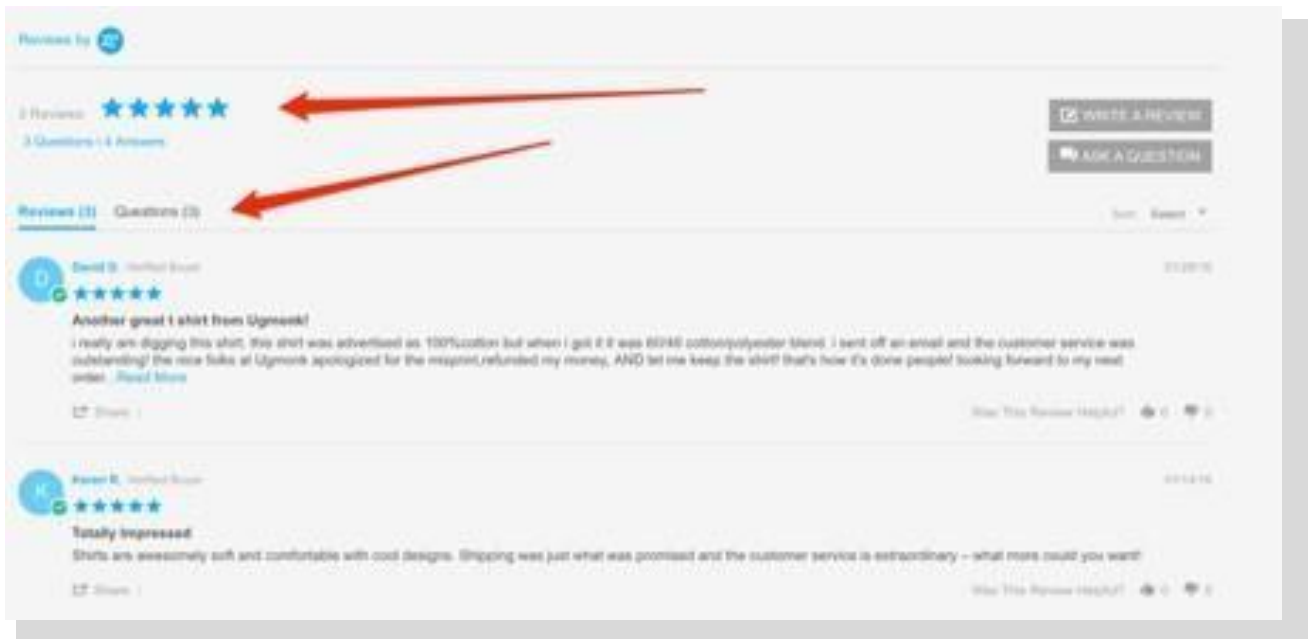 Reviews by
Reviews
WRITE A REVIEW
3 Questions \ 4 Answers
ASK A QUESTION
Reviews (3) Questions (3)
Sort: Select
D David D. Verified Buyer
Another great t shirt from Ugmonk!
i really am digging this shirt. this shirt was advertised as 100%cotton but when i got it it was 60/40 cotton/polyester blend. i sent off an email and the customer service was
outstanding! the nice folks at Ugmonk apologized for the misprint,refunded my money, AND let me keep the shirt! that's how it's done people! looking forward to my next
order. ..Read More
Share |
Was This Review Helpful? 0 0
K Karen R. Verified Buyer
Totally Impressed
Shirts are awesomely soft and comfortable with cool designs. Shipping was just what was promised and the customer service is extraordinary – what more could you want!
Share |
Was This Review Helpful? 0 0